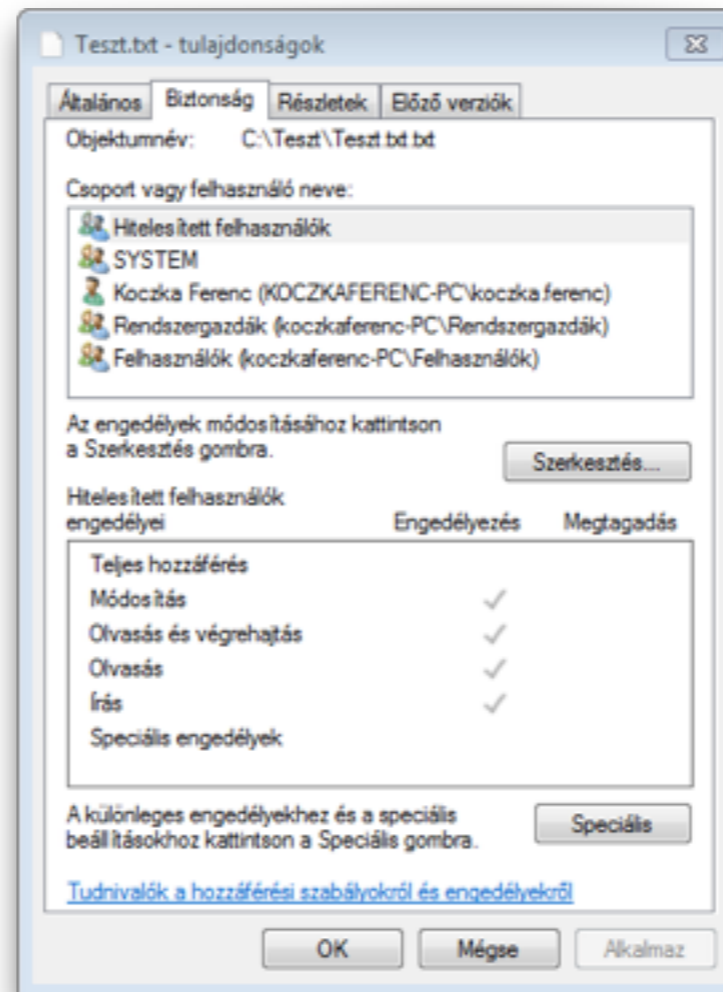 Teszt.txt - tulajdonságok
Általános Biztonság Részletek Előző verziók
Objektumnév: C:\Teszt\Teszt.txt.txt
Csoport vagy felhasználó neve:
Hitelesített felhasználók
SYSTEM
Koczka Ferenc (KOCZKAFERENC-PC\koczka.ferenc)
Rendszergazdák (koczkaferenc-PC\Rendszergazdák)
Felhasználók (koczkaferenc-PC\Felhasználók)
Az engedélyek módosításához kattintson
a Szerkesztés gombra.
Szerkesztés...
Hitelesített felhasználók
engedélyei Engedélyezés Megtagadás
Teljes hozzáférés
Módosítás
Olvasás és végrehajtás
Olvasás
Írás
Speciális engedélyek
A különleges engedélyekhez és a speciális
beállításokhoz kattintson a Speciális gombra.
Speciális
Tudnivalók a hozzáférési szabályokról és engedélyekről
OK Mégse Alkalmaz